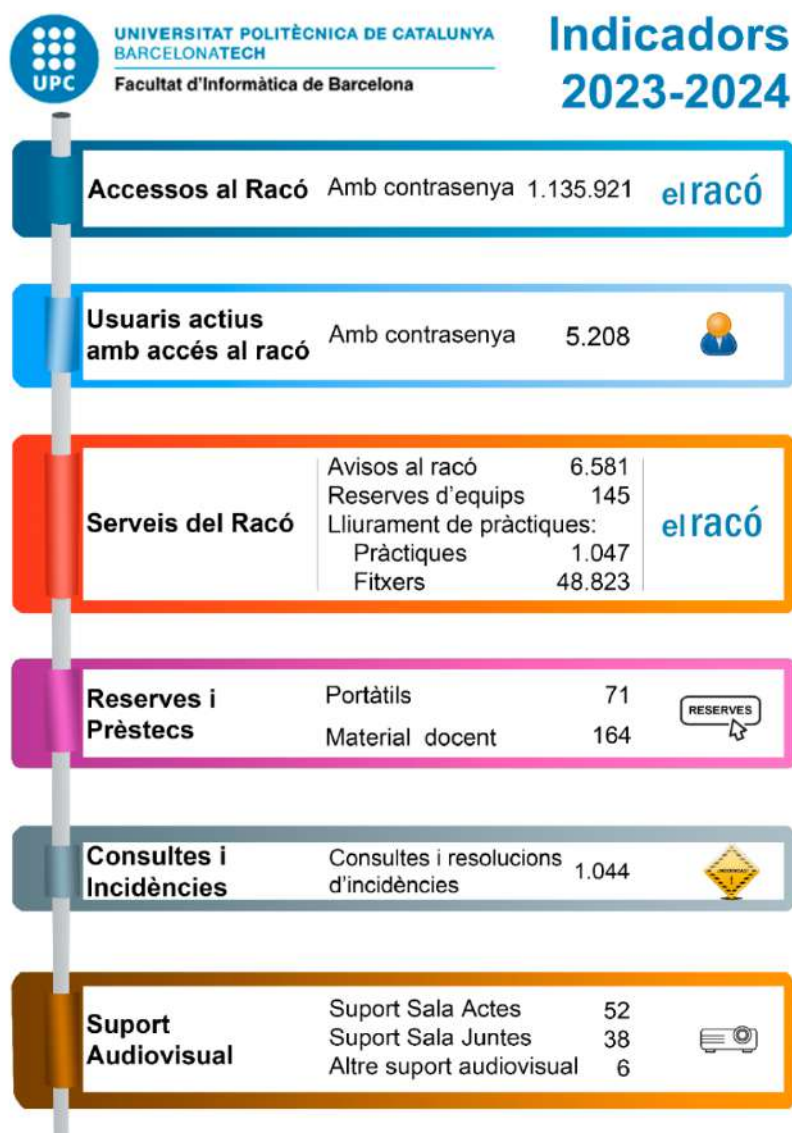 UNIVERSITAT POLITÈCNICA DE CATALUNYA
BARCELONATECH
Facultat d'Informàtica de Barcelona
UPC
Indicadors
2023-2024
Accessos al Racó Amb contrasenya 1.135.921 el racó
Usuaris actius
amb accés al racó Amb contrasenya 5.208
Serveis del Racó
Avisos al racó 6.581
Reserves d'equips 145
Lliurament de pràctiques:
Pràctiques 1.047
Fitxers 48.823
el racó
Reserves i
Prèstecs
Portàtils 71
Material docent 164
RESERVES
Consultes i
Incidències
Consultes i resolucions
d'incidències 1.044
Suport
Audiovisual
Suport Sala Actes 52
Suport Sala Juntes 38
Altre suport audiovisual 6